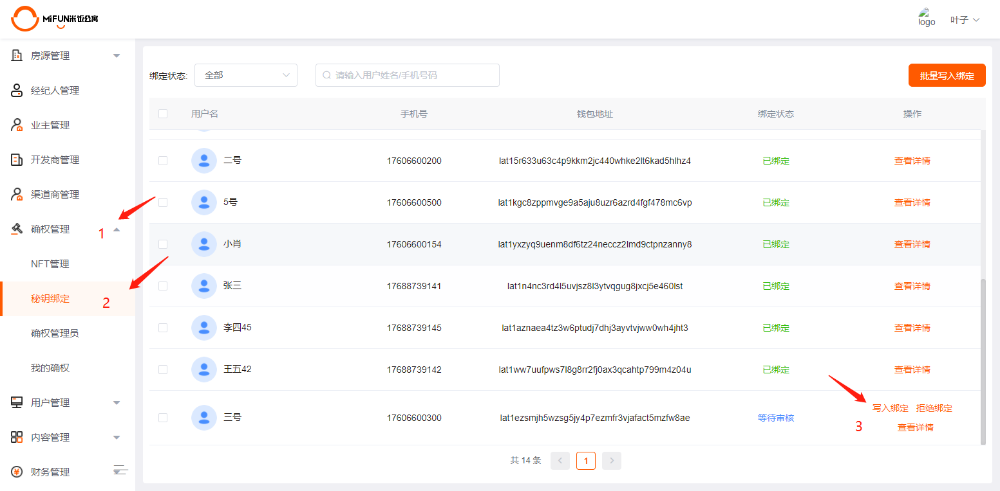 MiFUN米饭公寓
logo
叶子
房源管理
经纪人管理
业主管理
开发商管理
渠道商管理
确权管理
1
NFT管理
秘钥绑定
2
确权管理员
我的确权
用户管理
内容管理
财务管理
绑定状态: 全部 请输入用户姓名/手机号码 批量写入绑定
用户名 手机号 钱包地址 绑定状态 操作
二号 17606600200 lat15r633u63c4p9kkm2jc440whke2lt6kad5hlhz4 已绑定 查看详情
5号 17606600500 lat1kgc8zppmvge9a5aju8uzr6azrd4fgf478mc6vp 已绑定 查看详情
小肖 17606600154 lat1yxzyq9uenm8df6tz24neccz2lmd9ctpnzanny8 已绑定 查看详情
张三 17688739141 lat1n4nc3rd4l5uvjsz8l3ytvqgug8jxcj5e460lst 已绑定 查看详情
李四45 17688739145 lat1aznaea4tz3w6ptudj7dhj3ayvtvjww0wh4jht3 已绑定 查看详情
王五42 17688739142 lat1ww7uufpws7l8g8rr2fj0ax3qcahtp799m4z04u 已绑定 查看详情
三号 17606600300 lat1ezsmjh5wzsg5jy4p7ezmfr3vjafact5mzfw8ae 等待审核 写入绑定 拒绝绑定
3 查看详情
共 14 条 1